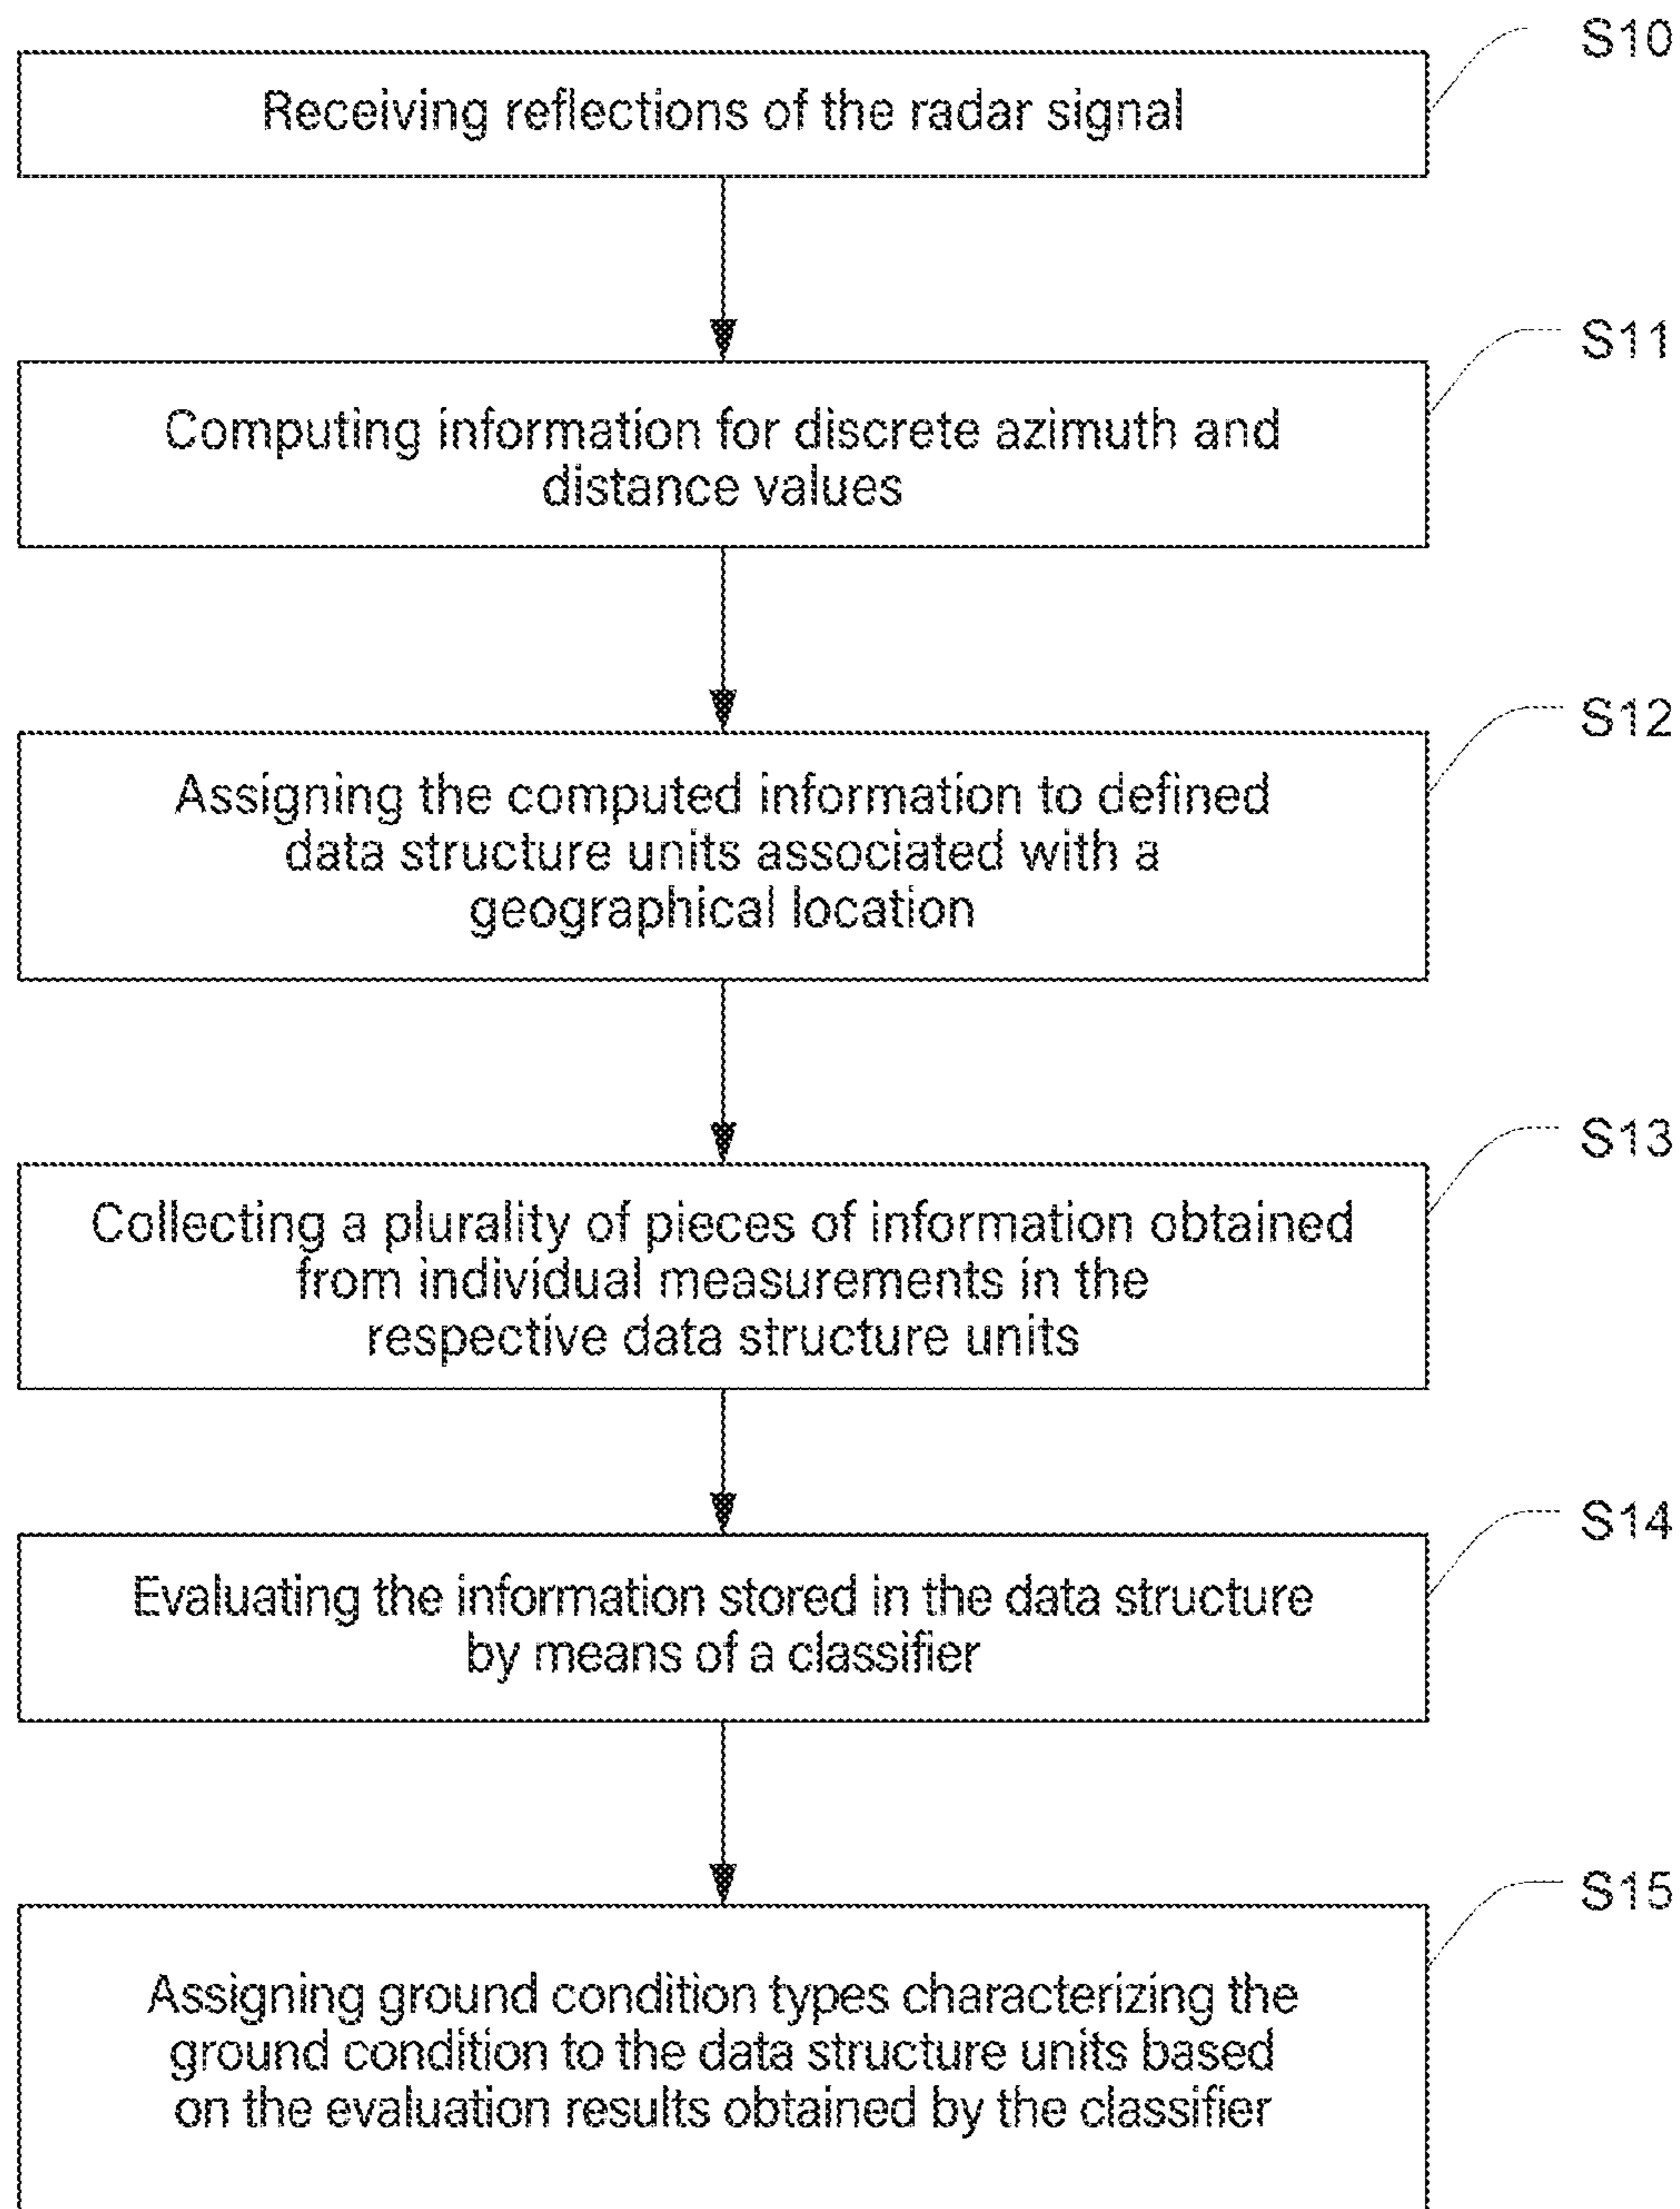 S10
Receiving reflections of the radar signal
S11
Computing information for discrete azimuth and
distance values
S12
Assigning the computed information to defined
data structure units associated with a
geographical location
S13
Collecting a plurality of pieces of information obtained
from individual measurements in the
respective data structure units
S14
Evaluating the information stored in the data structure
by means of a classifier
S15
Assigning ground condition types characterizing the
ground condition to the data structure units based
on the evaluation results obtained by the classifier